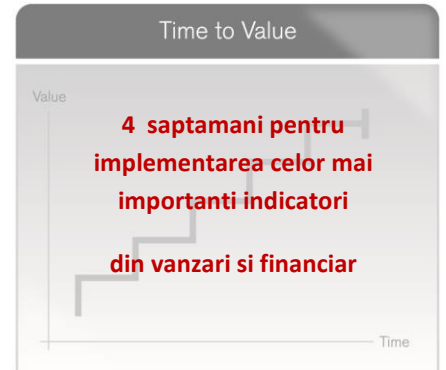 Time to Value
Value
4 saptamani pentru
implementarea celor mai
importanti indicatori
din vanzari si financiar
Time